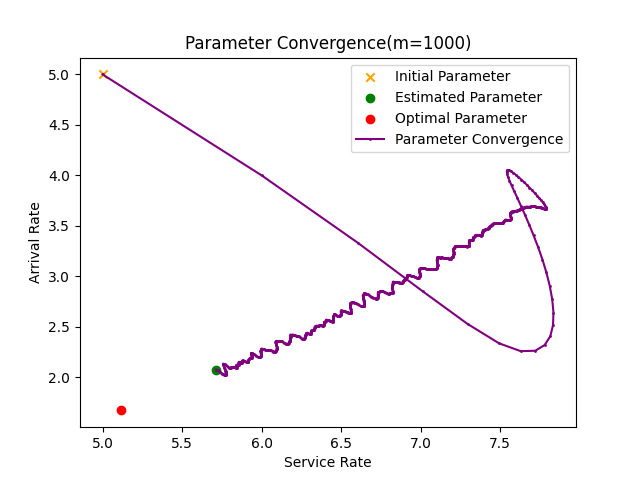 Parameter Convergence(m=1000)
Initial Parameter
Estimated Parameter
Optimal Parameter
Parameter Convergence
5.0
4.5
4.0
3.5
3.0
2.5
2.0
Arrival Rate
5.0 5.5 6.0 6.5 7.0 7.5
Service Rate